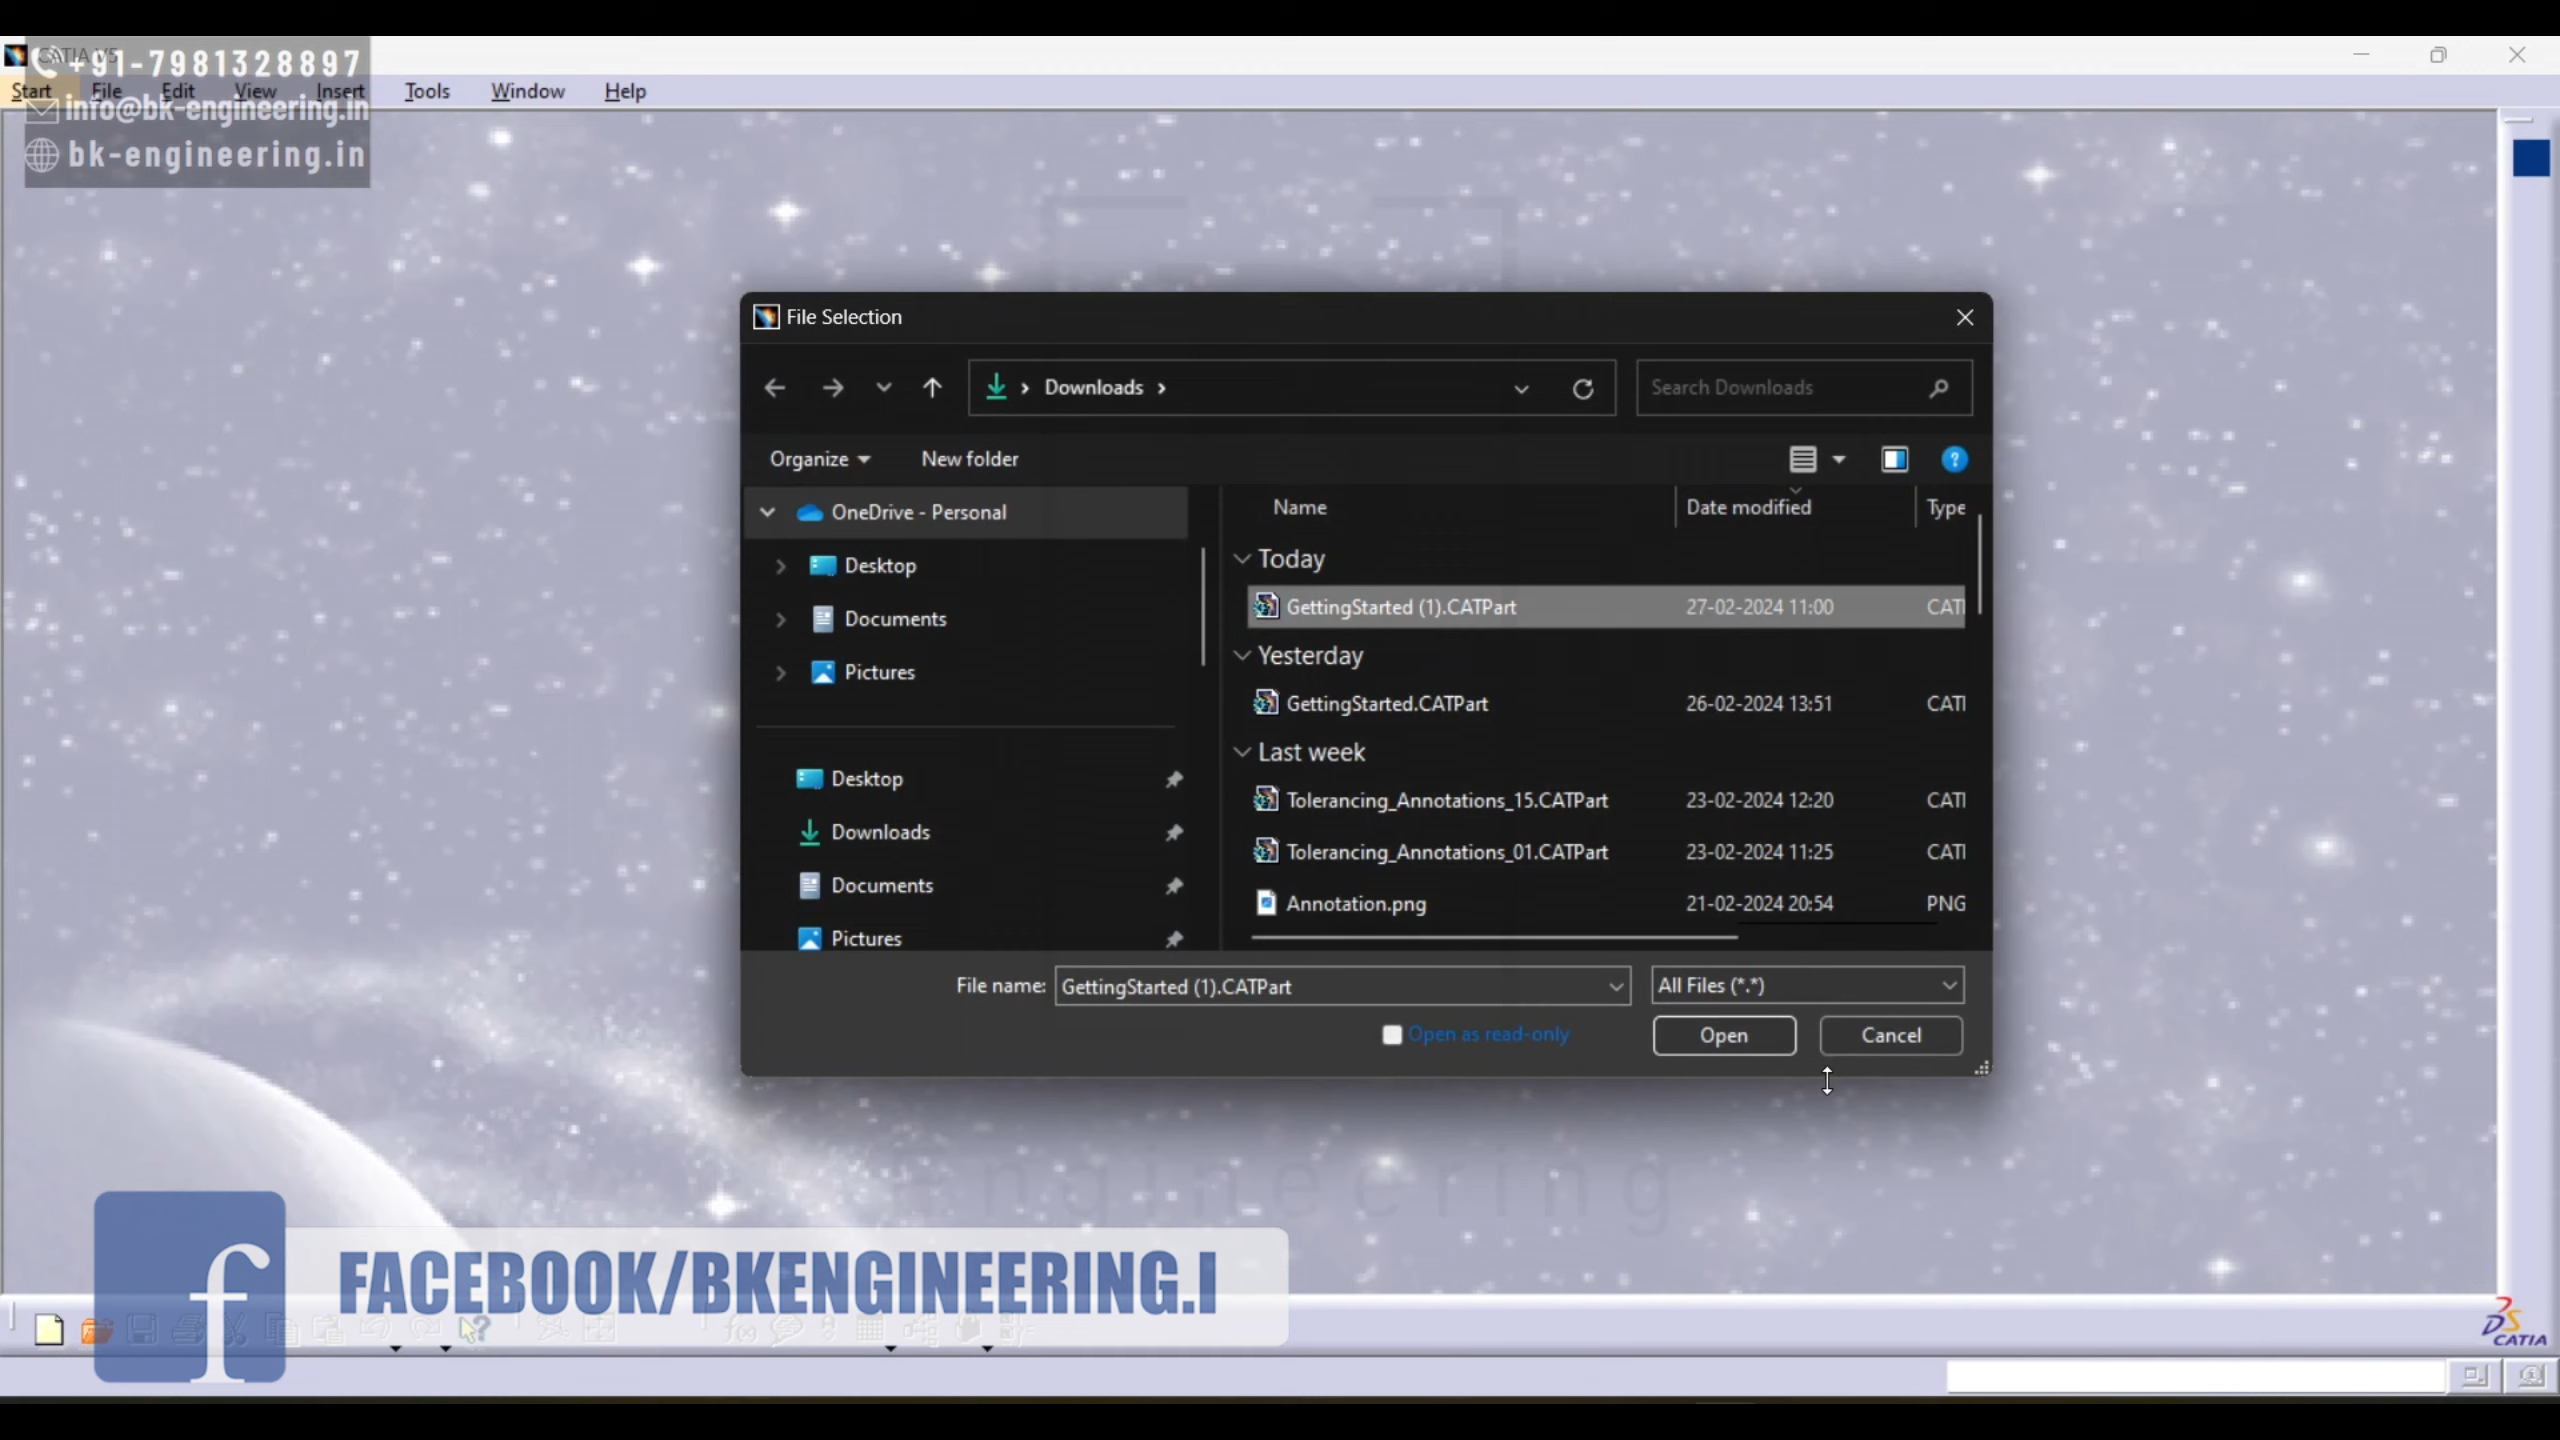 CATIA V5
+91-7981328897
Start File Edit View Insert Tools Window Help
info@bk-engineering.in
bk-engineering.in
File Selection
Downloads
Search Downloads
Organize New folder
Name Date modified Type
OneDrive - Personal
Desktop
Documents
Pictures
Desktop
Downloads
Documents
Pictures
Today
GettingStarted (1).CATPart 27-02-2024 11:00 CATI
Yesterday
GettingStarted.CATPart 26-02-2024 13:51 CATI
Last week
Tolerancing_Annotations_15.CATPart 23-02-2024 12:20 CATI
Tolerancing_Annotations_01.CATPart 23-02-2024 11:25 CATI
Annotation.png 21-02-2024 20:54 PNG
File name: GettingStarted (1).CATPart All Files (*.*)
Open as read-only Open Cancel
Engineering
f FACEBOOK/BKENGINEERING.I
DS CATIA